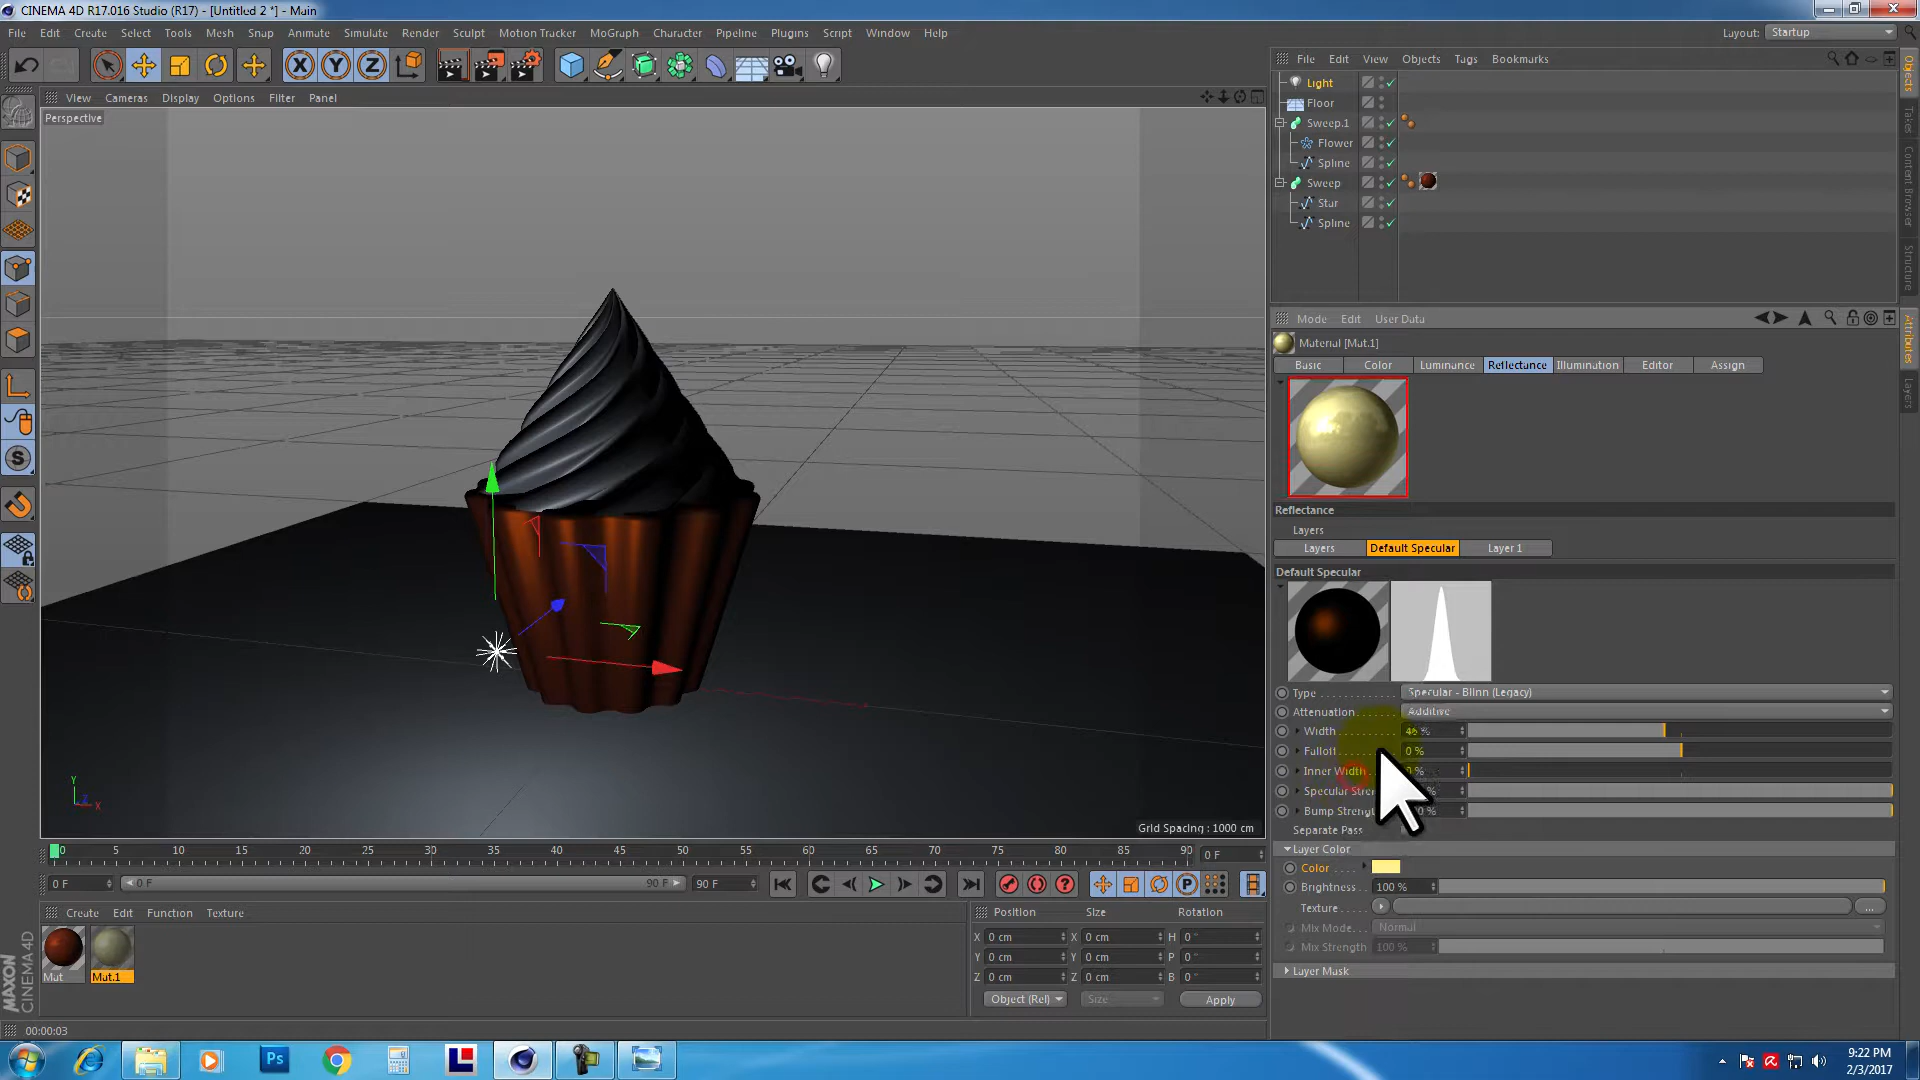 CINEMA 4D R17.016 Studio (R17) - [Untitled 2 *] - Main
File Edit Create Select Tools Mesh Snap Animate Simulate Render Sculpt Motion Tracker MoGraph Character Pipeline Plugins Script Window Help
Layout: Startup
View Cameras Display Options Filter Panel
Perspective
Grid Spacing : 1000 cm
Y
Z
X
File Edit View Objects Tags Bookmarks
Light
Floor
Sweep.1
Flower
Spline
Sweep
Star
Spline
Objects
Takes
Content Browser
Structure
Attributes
Layers
Mode Edit User Data
Material [Mat.1]
Basic Color Luminance Reflectance Illumination Editor Assign
Reflectance
Layers
Layers Default Specular Layer 1
Default Specular
Type Specular - Blinn (Legacy)
Attenuation Additive
Width 46 %
Falloff 0 %
Inner Width 0 %
Specular Stren %
Bump Strengt %
Separate Pass
Layer Color
Color
Brightness 100 %
Texture ...
Mix Mode Normal
Mix Strength 100 %
Layer Mask
0 5 10 15 20 25 30 35 40 45 50 55 60 65 70 75 80 85 90 0 F
0 F 0 F 90 F 90 F
Create Edit Function Texture
Mat
Mat.1
MAXON
CINEMA 4D
Position Size Rotation
X 0 cm X 0 cm H 0 °
Y 0 cm Y 0 cm P 0 °
Z 0 cm Z 0 cm B 0 °
Object (Rel) Size Apply
00:00:03
Ps
9:22 PM
2/3/2017